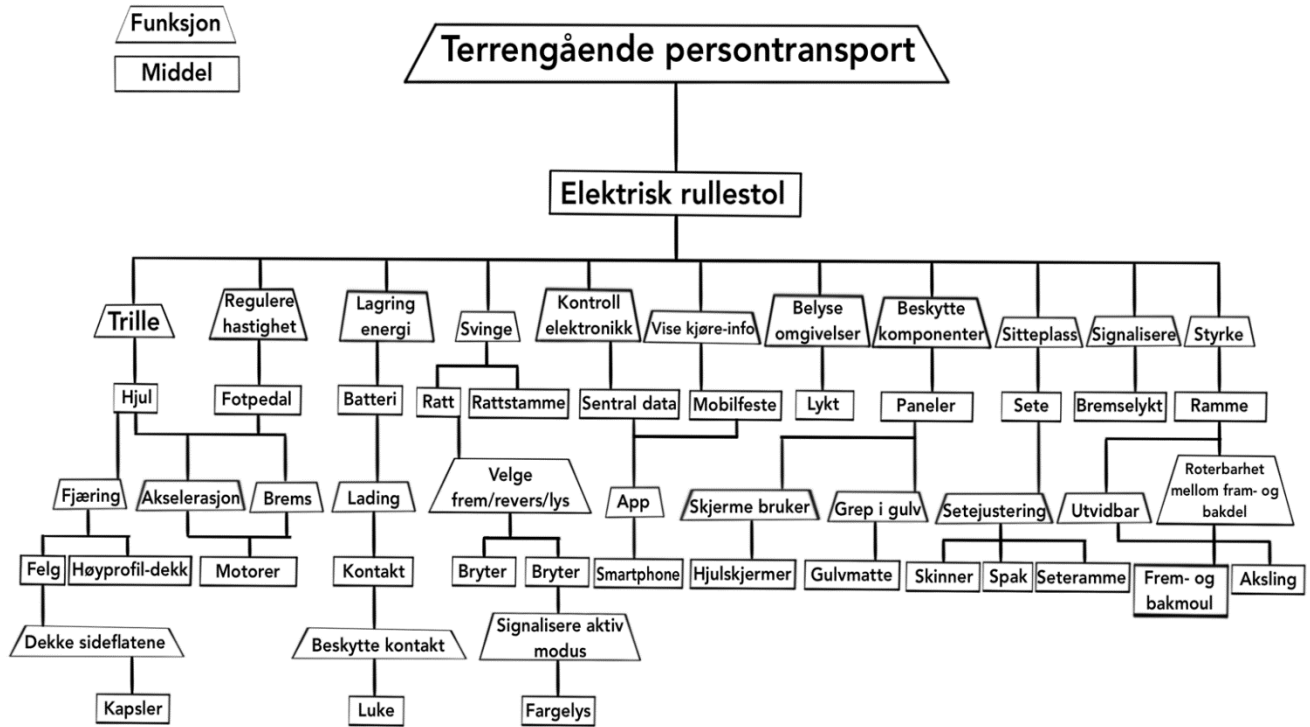 Funksjon
Middel
Terrengående persontransport
Elektrisk rullestol
Trille
Regulere
hastighet
Lagring
energi
Svinge
Kontroll
elektronikk
Vise kjøre-info
Belyse
omgivelser
Beskytte
komponenter
Sitteplass
Signalisere
Styrke
Hjul
Fotpedal
Batteri
Ratt
Rattstamme
Sentral data
Mobilfeste
Lykt
Paneler
Sete
Bremselykt
Ramme
Fjæring
Akselerasjon
Brems
Lading
Velge
frem/revers/lys
App
Skjerme bruker
Grep i gulv
Setejustering
Utvidbar
Roterbarhet
mellom fram- og
bakdel
Felg
Høyprofil-dekk
Motorer
Kontakt
Bryter
Bryter
Smartphone
Hjulskjermer
Gulvmatte
Skinner
Spak
Seteramme
Frem- og
bakmoul
Aksling
Dekke sideflatene
Beskytte kontakt
Signalisere aktiv
modus
Kapsler
Luke
Fargelys